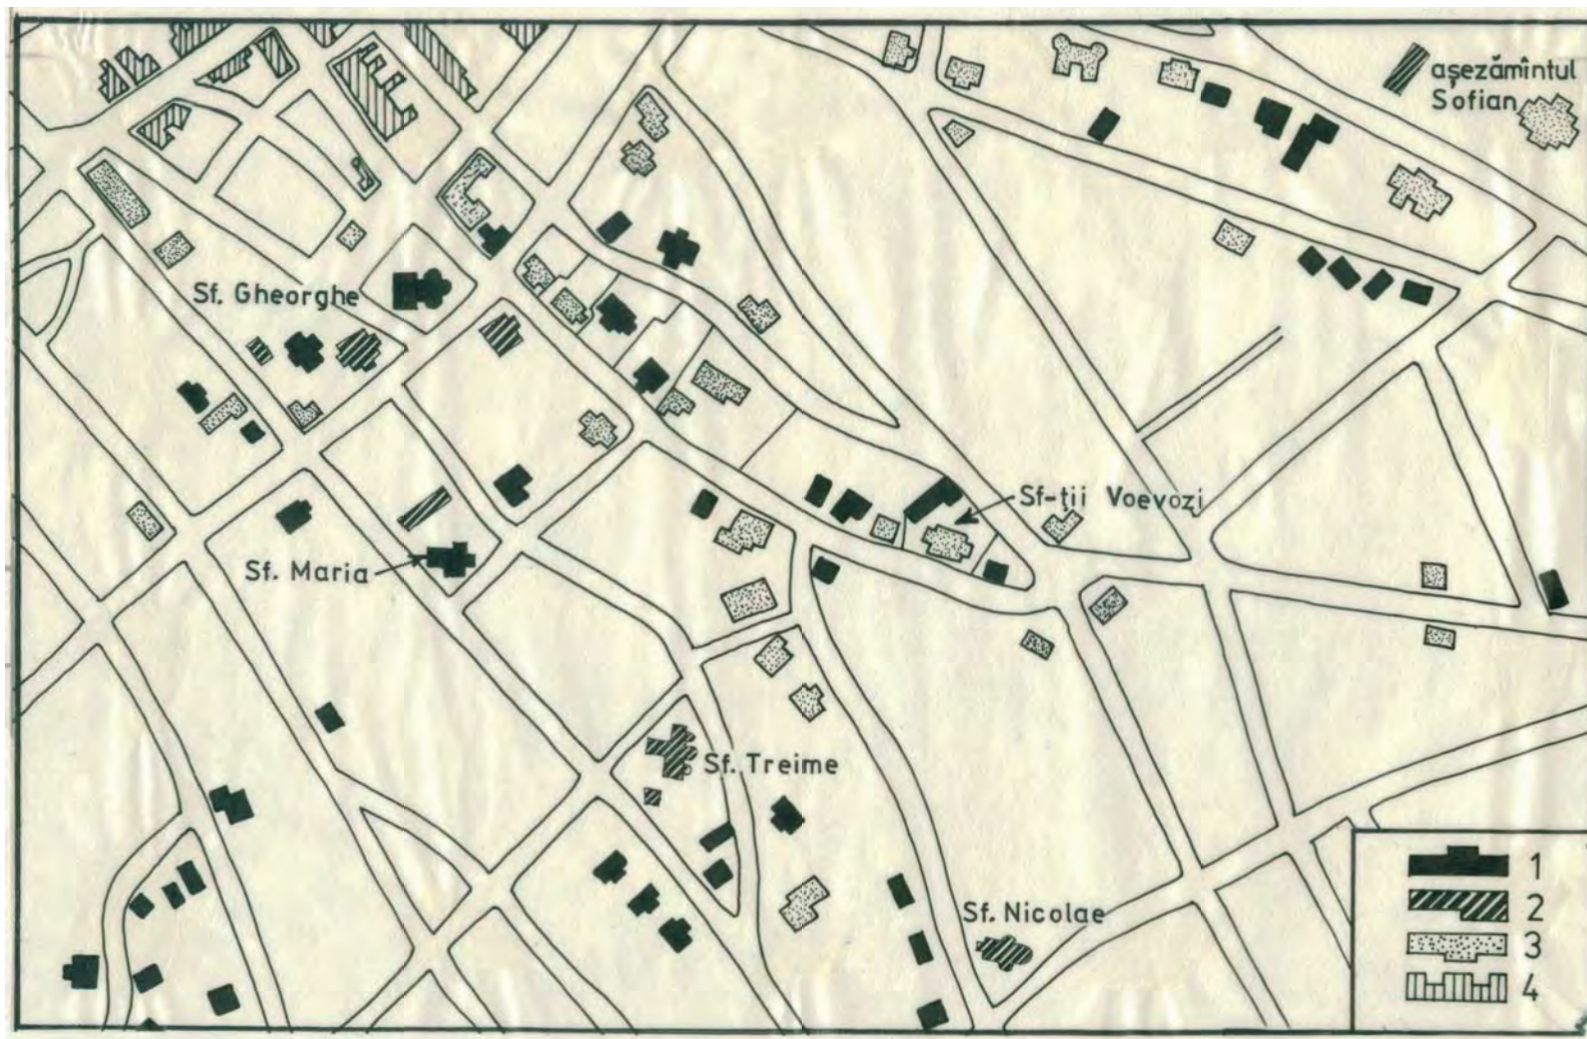 așezămîntul
Sofian
Sf. Gheorghe
Sf-ții Voevozi
Sf. Maria
Sf. Treime
Sf. Nicolae
1
2
3
4